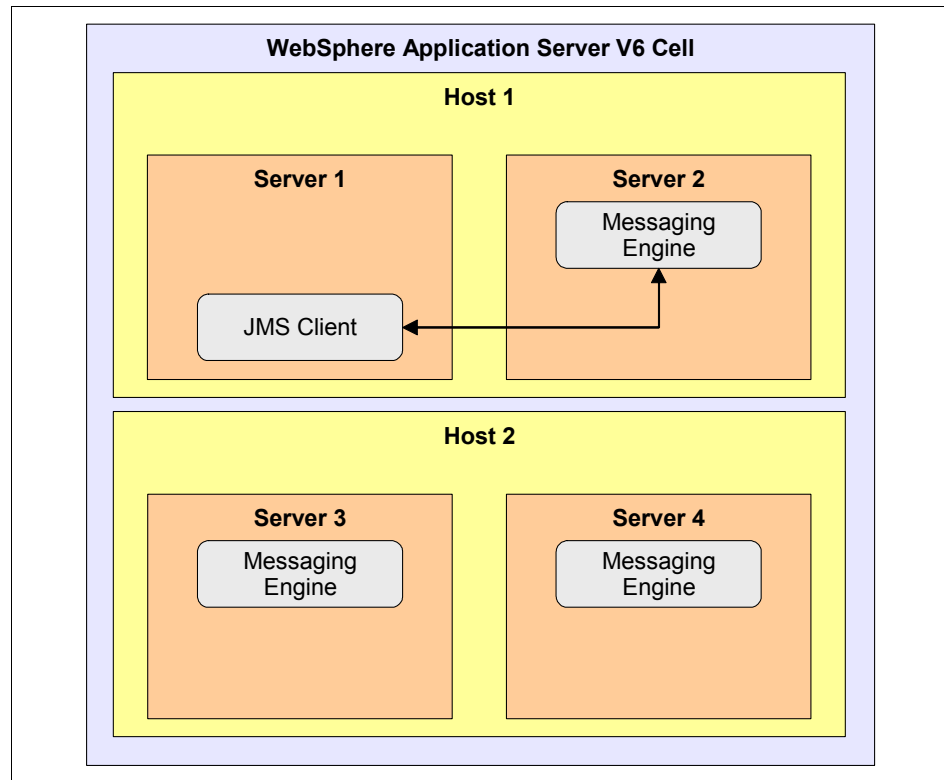 WebSphere Application Server V6 Cell
Host 1
Server 1
Server 2
Messaging
Engine
JMS Client
Host 2
Server 3
Server 4
Messaging
Engine
Messaging
Engine